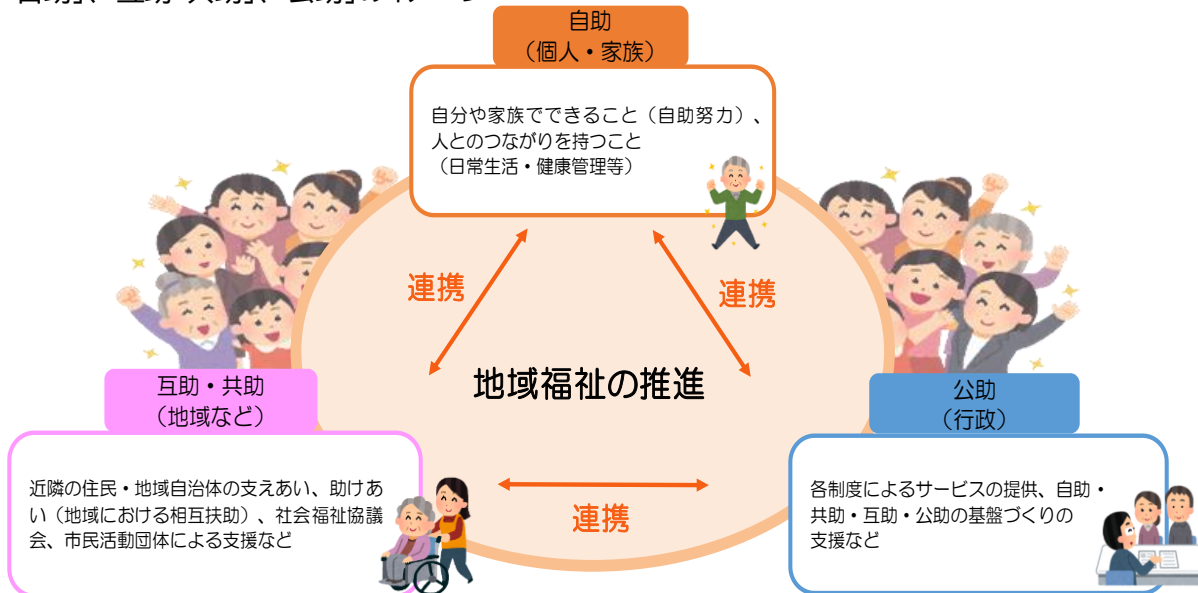 自助
（個人・家族）
自分や家族でできること（自助努力）、
人とのつながりを持つこと
（日常生活・健康管理等）
連携
連携
地域福祉の推進
互助・共助
（地域など）
公助
（行政）
近隣の住民・地域自治体の支えあい、助けあ
い（地域における相互扶助）、社会福祉協議
会、市民活動団体による支援など
連携
各制度によるサービスの提供、自助・
共助・互助・公助の基盤づくりの
支援など